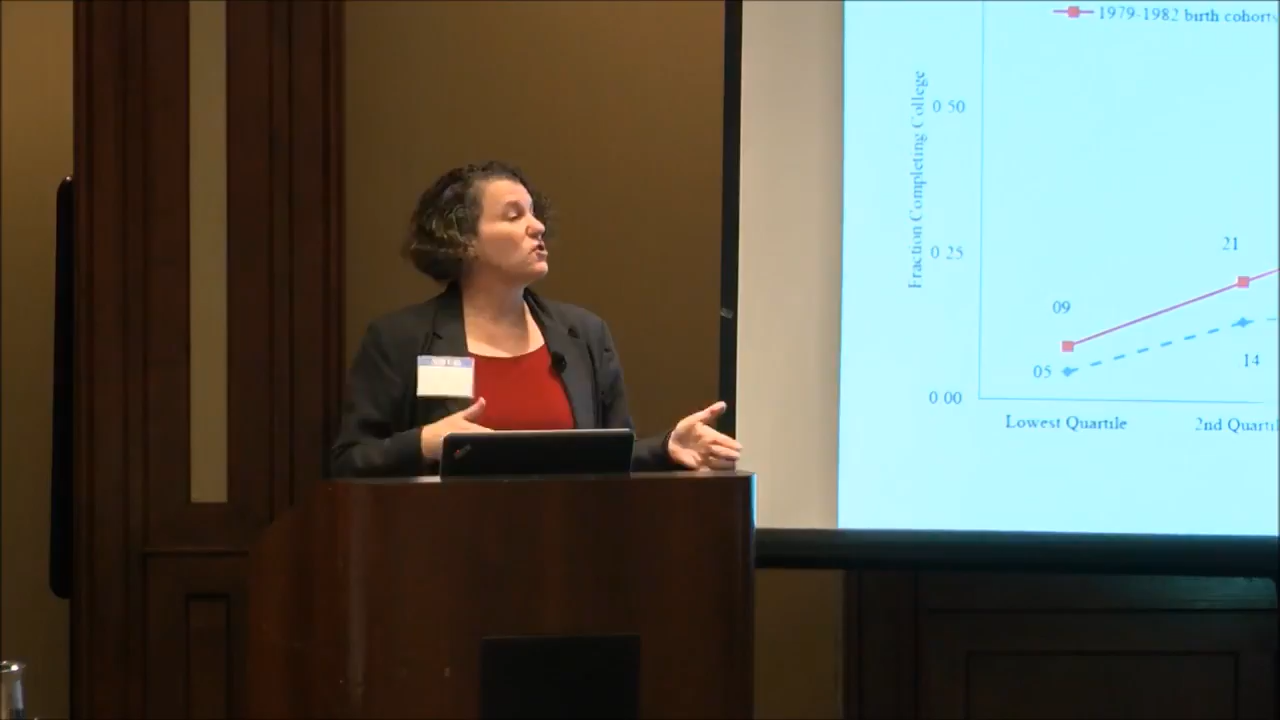 1979-1982 birth cohorts
Fraction Completing College
0 50
0 25
0 00
21
09
05
14
Lowest Quartile
2nd Quartil